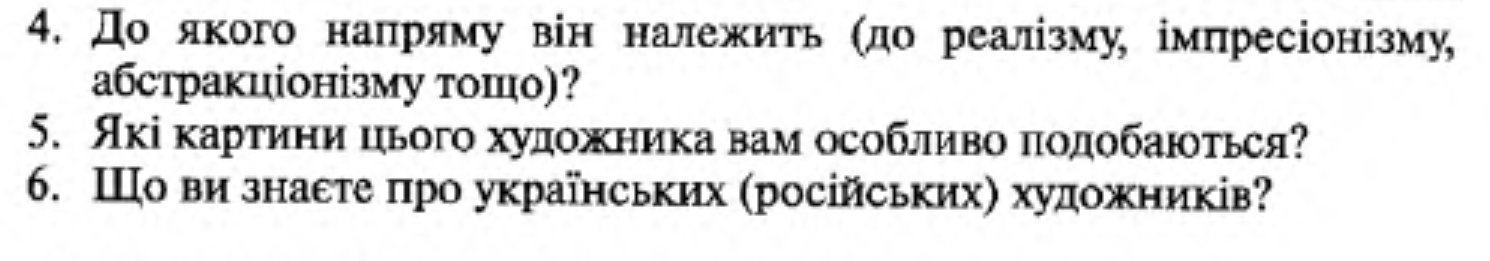 4. До якого напряму він належить (до реалізму, імпресіонізму,
абстракціонізму тощо)?
5. Які картини цього художника вам особливо подобаються?
6. Що ви знаєте про українських (російських) художників?